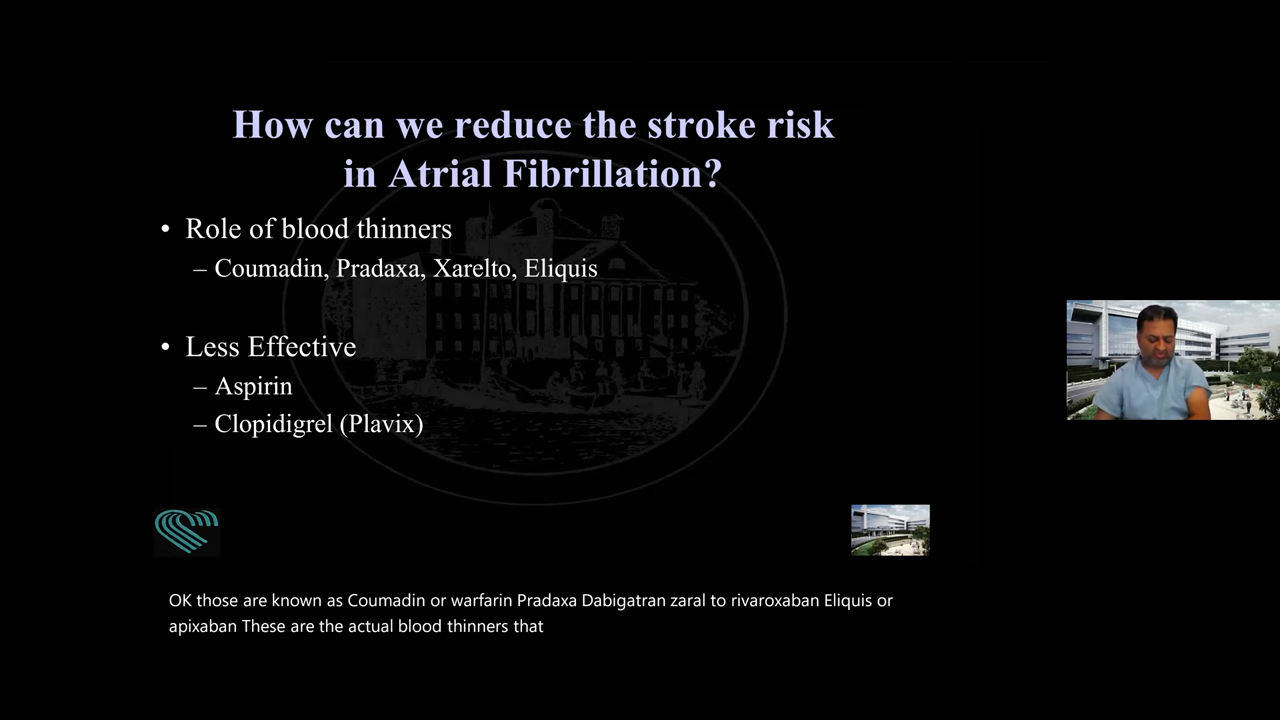 How can we reduce the stroke risk
in Atrial Fibrillation?
• Role of blood thinners
– Coumadin, Pradaxa, Xarelto, Eliquis
• Less Effective
– Aspirin
– Clopidigrel (Plavix)
OK those are known as Coumadin or warfarin Pradaxa Dabigatran zaral to rivaroxaban Eliquis or
apixaban These are the actual blood thinners that